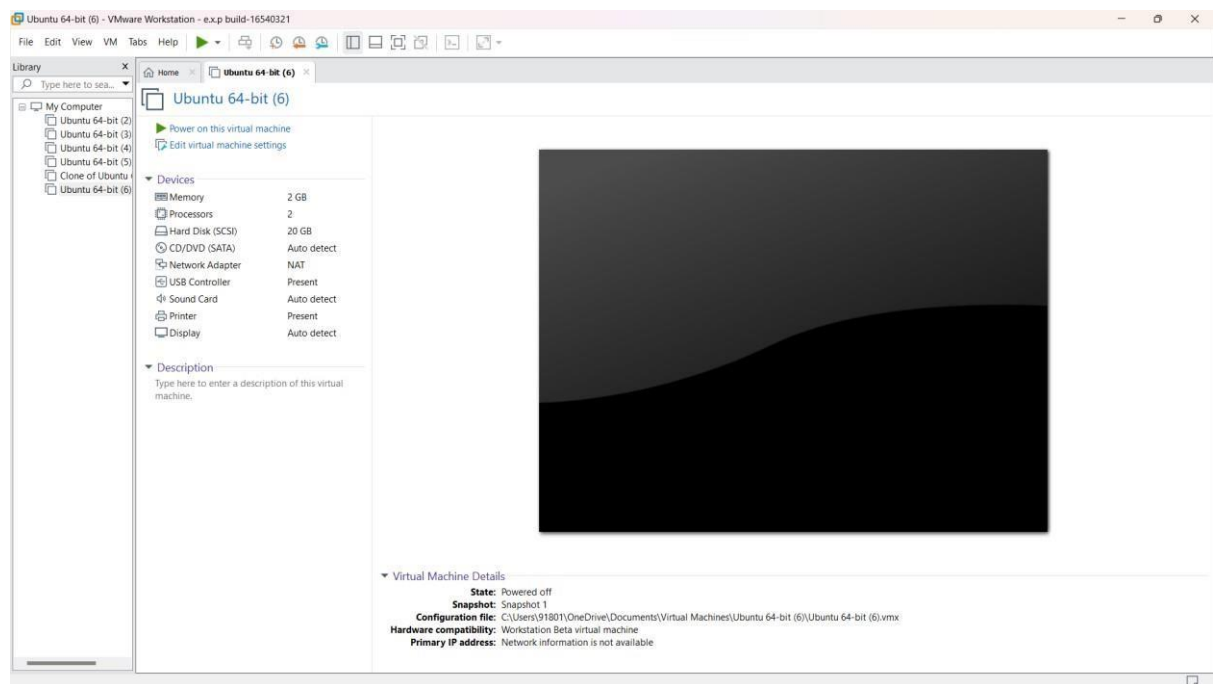 Ubuntu 64-bit (6) - VMware Workstation - e.x.p build-16540321
File Edit View VM Tabs Help
Library X
Type here to sea...
My Computer
Ubuntu 64-bit (2)
Ubuntu 64-bit (3)
Ubuntu 64-bit (4)
Ubuntu 64-bit (5)
Clone of Ubuntu
Ubuntu 64-bit (6)
Home
Ubuntu 64-bit (6)
Ubuntu 64-bit (6)
Power on this virtual machine
Edit virtual machine settings
Devices
Memory 2 GB
Processors 2
Hard Disk (SCSI) 20 GB
CD/DVD (SATA) Auto detect
Network Adapter NAT
USB Controller Present
Sound Card Auto detect
Printer Present
Display Auto detect
Description
Type here to enter a description of this virtual
machine.
Virtual Machine Details
State: Powered off
Snapshot: Snapshot 1
Configuration file: C:\Users\91801\OneDrive\Documents\Virtual Machines\Ubuntu 64-bit (6)\Ubuntu 64-bit (6).vmx
Hardware compatibility: Workstation Beta virtual machine
Primary IP address: Network information is not available